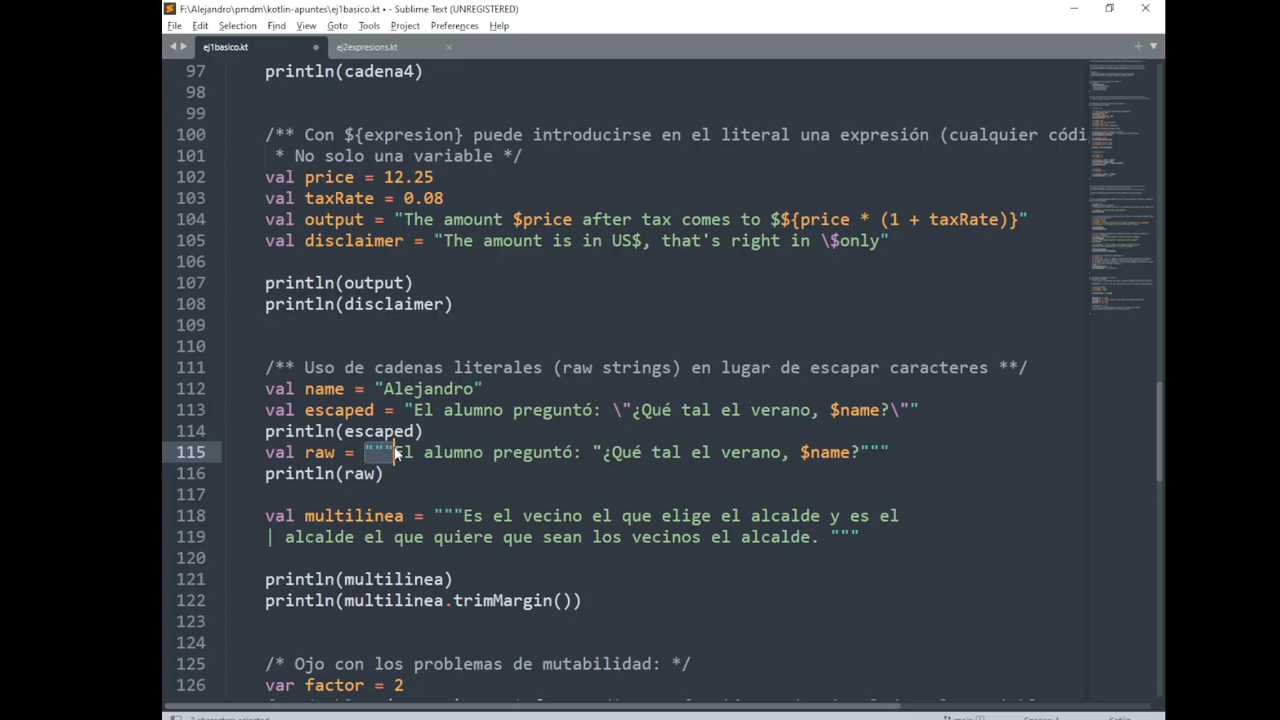 F:\Alejandro\pmdm\kotlin-apuntes\ej1basico.kt • - Sublime Text (UNREGISTERED)
File Edit Selection Find View Goto Tools Project Preferences Help
ej1basico.kt ej2expresions.kt
97 println(cadena4)
98
99
100 /** Con ${expresion} puede introducirse en el literal una expresión (cualquier códi
101 * No solo una variable */
102 val price = 12.25
103 val taxRate = 0.08
104 val output = "The amount $price after tax comes to $${price * (1 + taxRate)}"
105 val disclaimer = "The amount is in US$, that's right in \$only"
106
107 println(output)
108 println(disclaimer)
109
110
111 /** Uso de cadenas literales (raw strings) en lugar de escapar caracteres **/
112 val name = "Alejandro"
113 val escaped = "El alumno preguntó: \"¿Qué tal el verano, $name?\""
114 println(escaped)
115 val raw = """El alumno preguntó: "¿Qué tal el verano, $name?"""
116 println(raw)
117
118 val multilinea = """Es el vecino el que elige el alcalde y es el
119 | alcalde el que quiere que sean los vecinos el alcalde. """
120
121 println(multilinea)
122 println(multilinea.trimMargin())
123
124
125 /* Ojo con los problemas de mutabilidad: */
126 var factor = 2